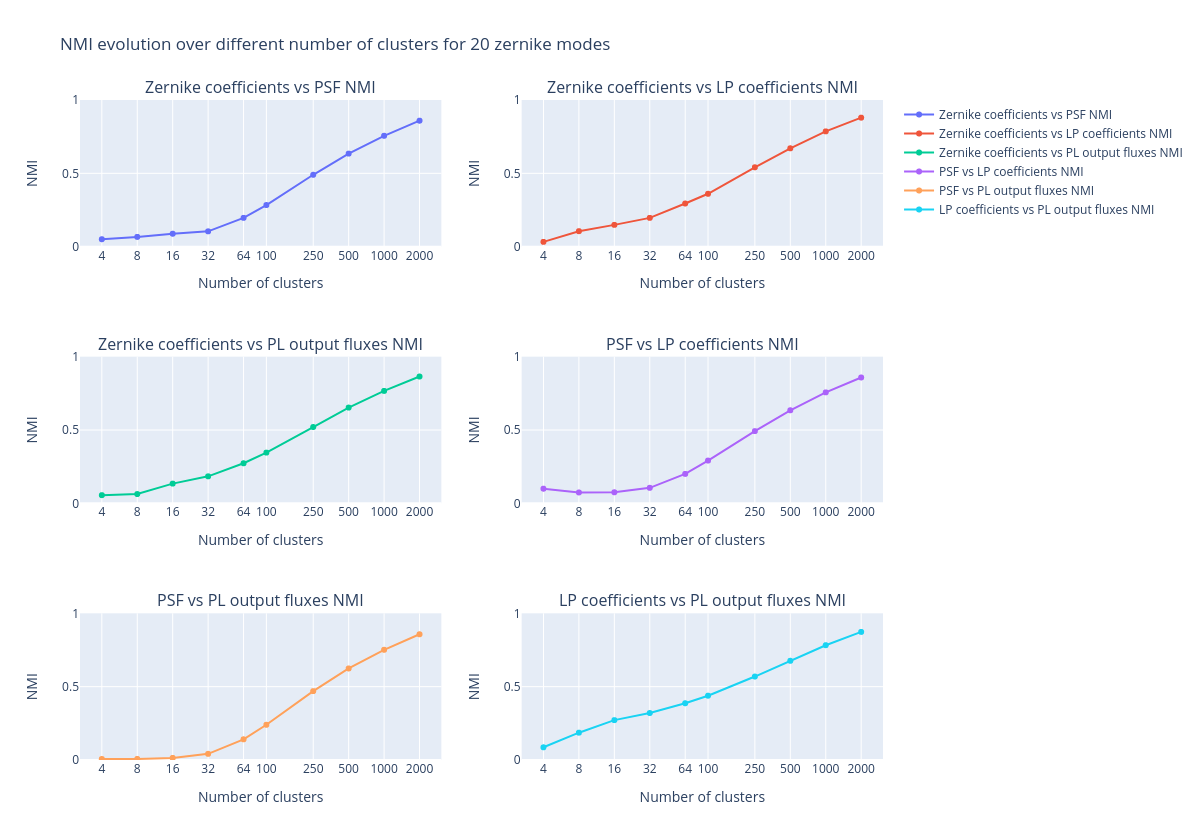 NMI evolution over different number of clusters for 20 zernike modes
Zernike coefficients vs PSF NMI
1
0.5
0
NMI
4 8 16 32 64 100 250 500 1000 2000
Number of clusters
Zernike coefficients vs LP coefficients NMI
1
0.5
0
NMI
4 8 16 32 64 100 250 500 1000 2000
Number of clusters
Zernike coefficients vs PSF NMI
Zernike coefficients vs LP coefficients NMI
Zernike coefficients vs PL output fluxes NMI
PSF vs LP coefficients NMI
PSF vs PL output fluxes NMI
LP coefficients vs PL output fluxes NMI
Zernike coefficients vs PL output fluxes NMI
1
0.5
0
NMI
4 8 16 32 64 100 250 500 1000 2000
Number of clusters
PSF vs LP coefficients NMI
1
0.5
0
NMI
4 8 16 32 64 100 250 500 1000 2000
Number of clusters
PSF vs PL output fluxes NMI
1
0.5
0
NMI
4 8 16 32 64 100 250 500 1000 2000
Number of clusters
LP coefficients vs PL output fluxes NMI
1
0.5
0
NMI
4 8 16 32 64 100 250 500 1000 2000
Number of clusters